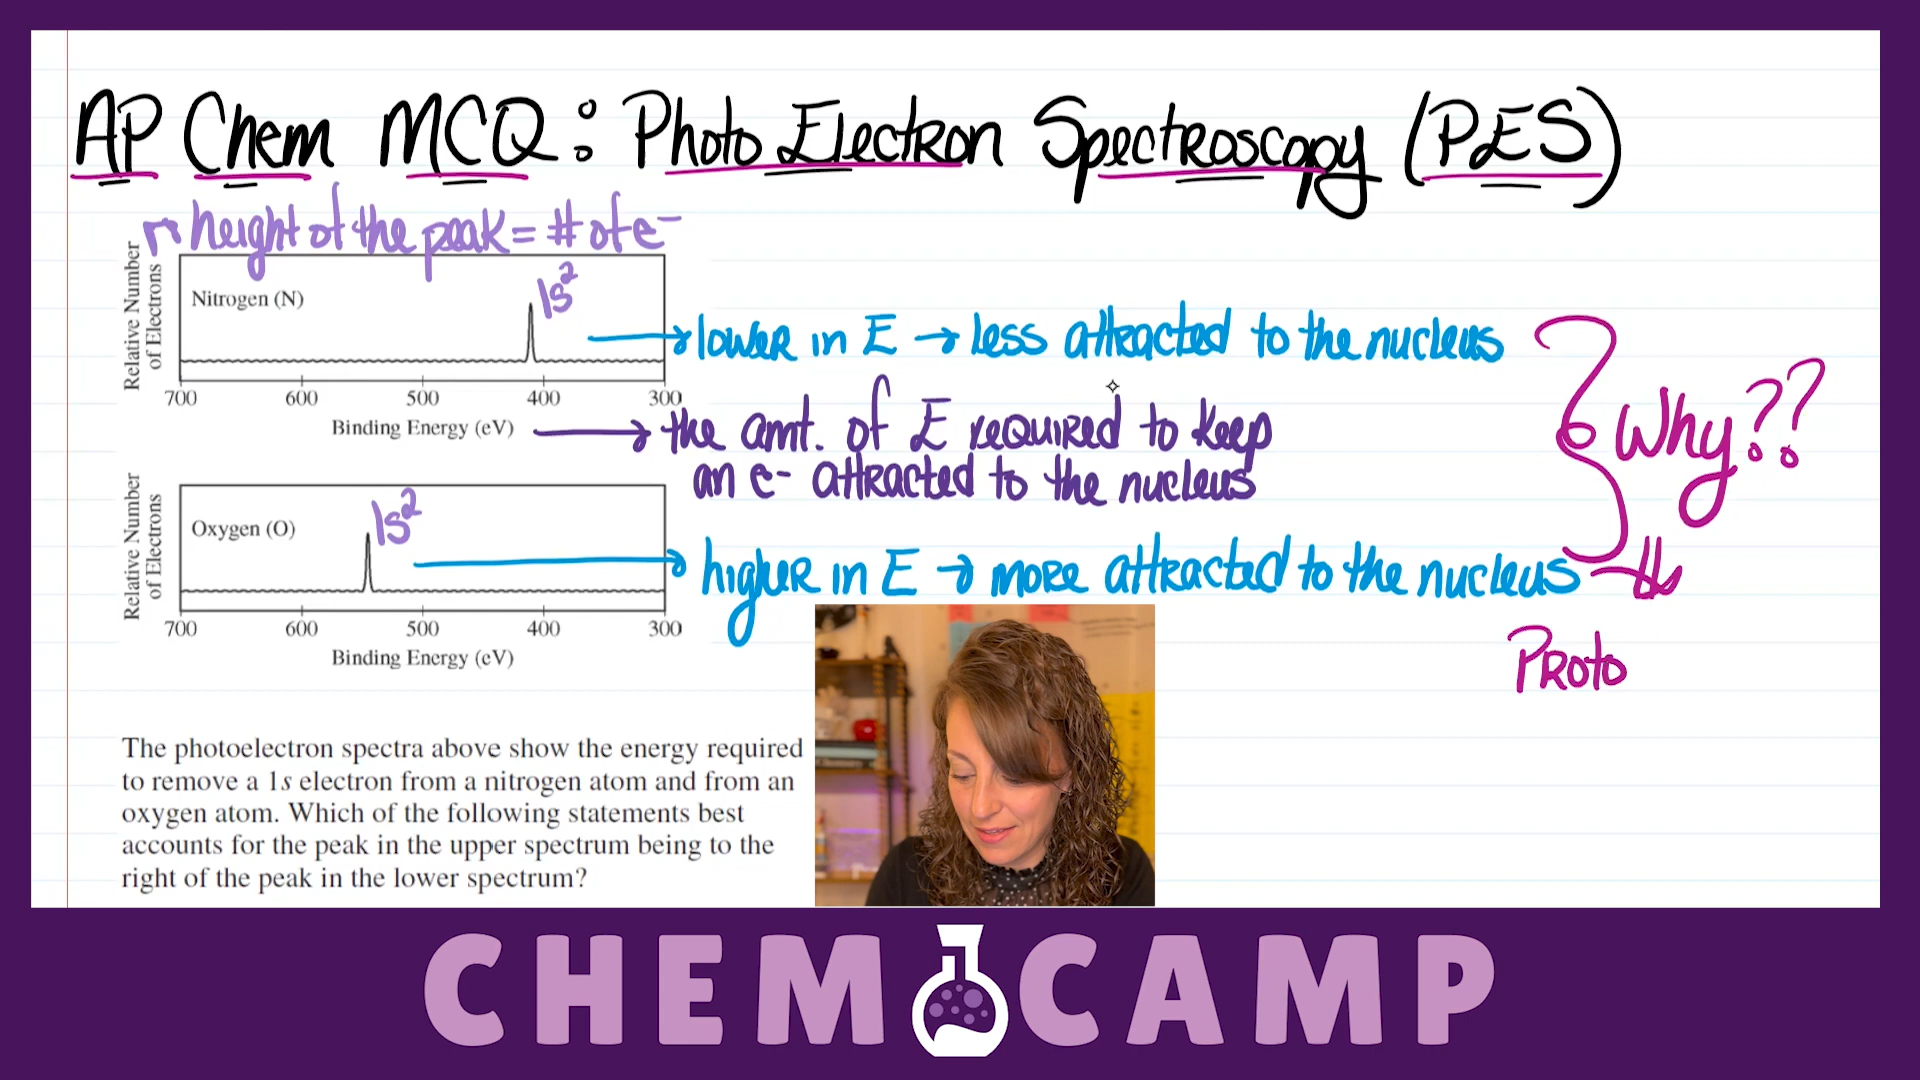 AP Chem MCQ: Photo Electron Spectroscopy (PES)
height of the peak = # of e-
Relative Number
of Electrons
Nitrogen (N)
1s²
700 600 500 400 300
Binding Energy (eV)
lower in E → less attracted to the nucleus
the amt. of E required to keep
an e- attracted to the nucleus
Why??
Relative Number
of Electrons
Oxygen (O)
1s²
700 600 500 400 300
Binding Energy (eV)
higher in E → more attracted to the nucleus
Proto
The photoelectron spectra above show the energy required
to remove a 1s electron from a nitrogen atom and from an
oxygen atom. Which of the following statements best
accounts for the peak in the upper spectrum being to the
right of the peak in the lower spectrum?
CHEM CAMP